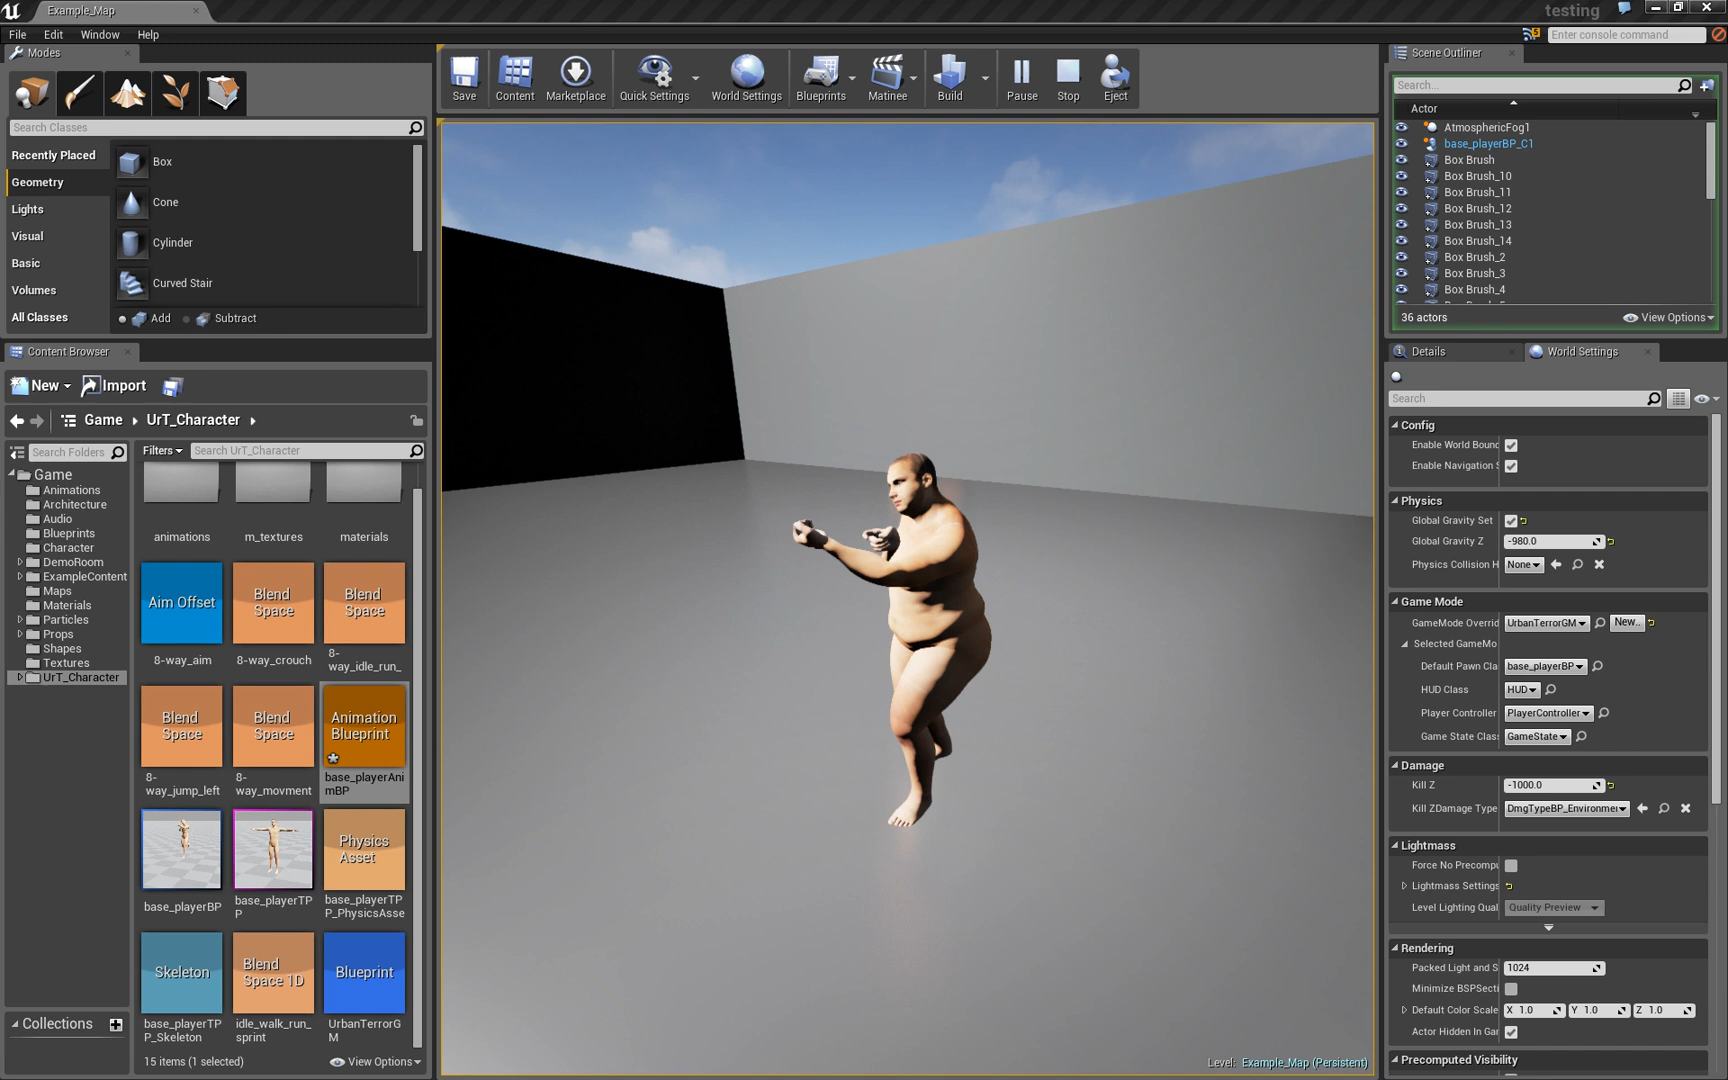 Example_Map
testing
File Edit Window Help
Enter console command
Modes
Search Classes
Recently Placed
Geometry
Lights
Visual
Basic
Volumes
All Classes
Box
Cone
Cylinder
Curved Stair
Add Subtract
Save Content Marketplace Quick Settings World Settings Blueprints Matinee Build Pause Stop Eject
Scene Outliner
Search...
Actor
AtmosphericFog1
base_playerBP_C1
Box Brush
Box Brush_10
Box Brush_11
Box Brush_12
Box Brush_13
Box Brush_14
Box Brush_2
Box Brush_3
Box Brush_4
36 actors View Options
Content Browser
New Import
Game UrT_Character
Search Folders
Filters Search UrT_Character
Game
Animations
Architecture
Audio
Blueprints
Character
DemoRoom
ExampleContent
Maps
Materials
Particles
Props
Shapes
Textures
UrT_Character
Collections
animations m_textures materials
Aim Offset
Blend Space
Blend Space
8-way_aim 8-way_crouch 8-
way_idle_run_
Blend Space
Blend Space
Animation Blueprint
8-
way_jump_left
8-
way_movment
base_playerAni
mBP
Physics Asset
base_playerBP
base_playerTP
P
base_playerTP
P_PhysicsAsse
Skeleton
Blend Space 1D
Blueprint
base_playerTP
P_Skeleton
idle_walk_run_
sprint
UrbanTerrorG
M
15 items (1 selected) View Options
Level: Example_Map (Persistent)
Details World Settings
Search
Config
Enable World Bound
Enable Navigation S
Physics
Global Gravity Set
Global Gravity Z -980.0
Physics Collision H None
Game Mode
GameMode Overrid UrbanTerrorGM New..
Selected GameMo
Default Pawn Cla base_playerBP
HUD Class HUD
Player Controller PlayerController
Game State Clas GameState
Damage
Kill Z -1000.0
Kill ZDamage Type DmgTypeBP_Environmer
Lightmass
Force No Precompu
Lightmass Settings
Level Lighting Qual Quality Preview
Rendering
Packed Light and S 1024
Minimize BSPSecti
Default Color Scale X 1.0 Y 1.0 Z 1.0
Actor Hidden In Gar
Precomputed Visibility